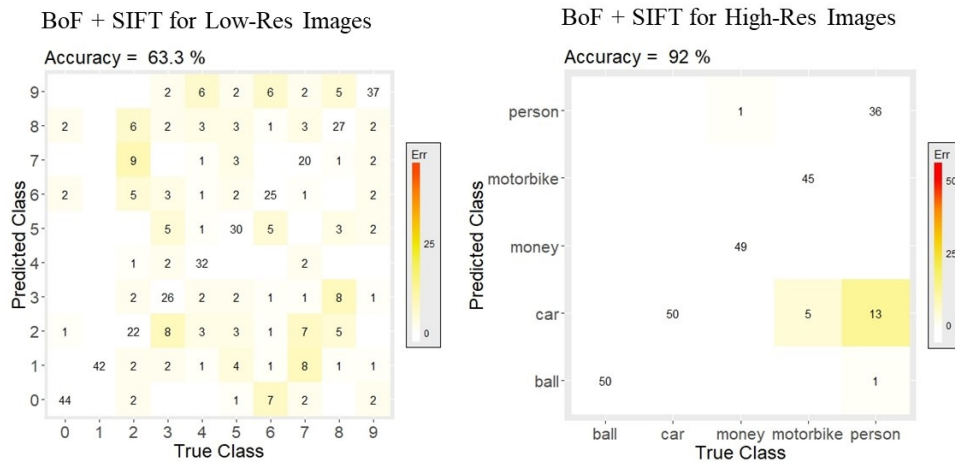 BoF + SIFT for Low-Res Images
Accuracy = 63.3 %
Predicted Class
9 2 6 2 6 2 5 37
8 2 6 2 3 3 1 3 27 2
7 9 1 3 20 1 2
6 2 5 3 1 2 25 1 2
5 5 1 30 5 3 2
4 1 2 32 2
3 2 26 2 2 1 1 8 1
2 1 22 8 3 3 1 7 5
1 42 2 2 1 4 1 8 1 1
0 44 2 1 7 2 2
0 1 2 3 4 5 6 7 8 9
True Class
Err
25
0
BoF + SIFT for High-Res Images
Accuracy = 92 %
Predicted Class
person 1 36
motorbike 45
money 49
car 50 5 13
ball 50 1
ball car money motorbike person
True Class
Err
50
25
0